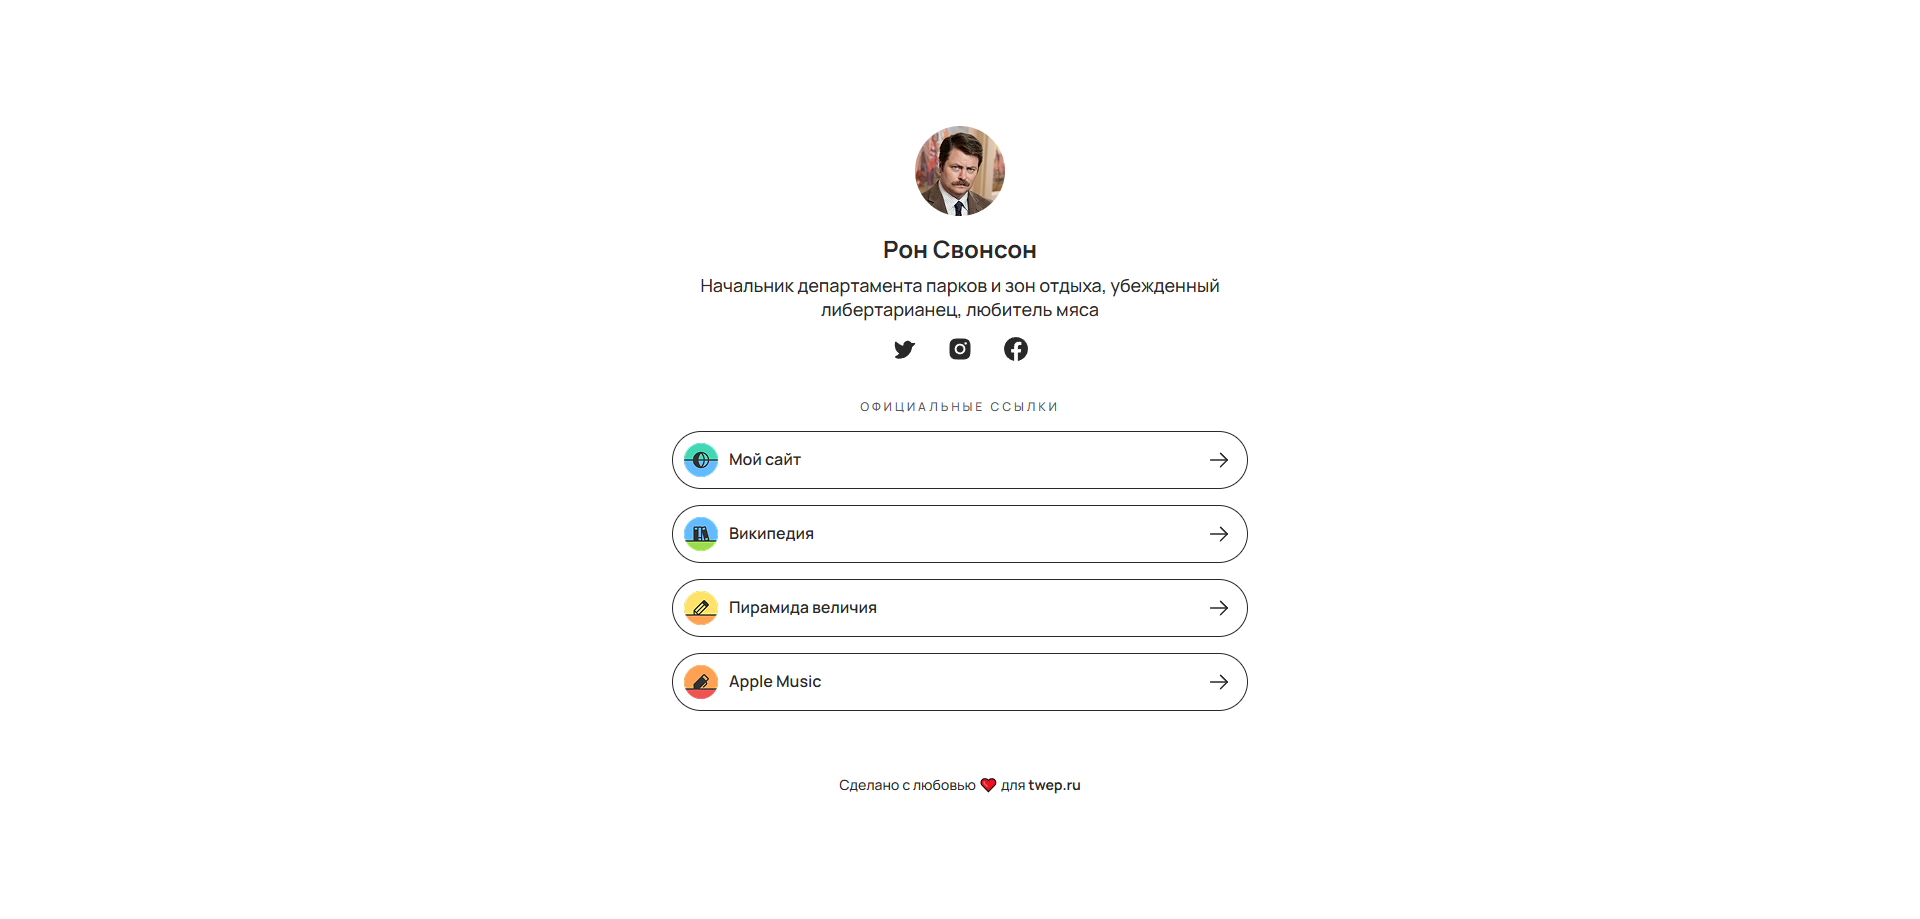 Рон Свонсон
Начальник департамента парков и зон отдыха, убежденный
либертарианец, любитель мяса
ОФИЦИАЛЬНЫЕ ССЫЛКИ
Мой сайт
Википедия
Пирамида величия
Apple Music
Сделано с любовью ❤️ для twep.ru